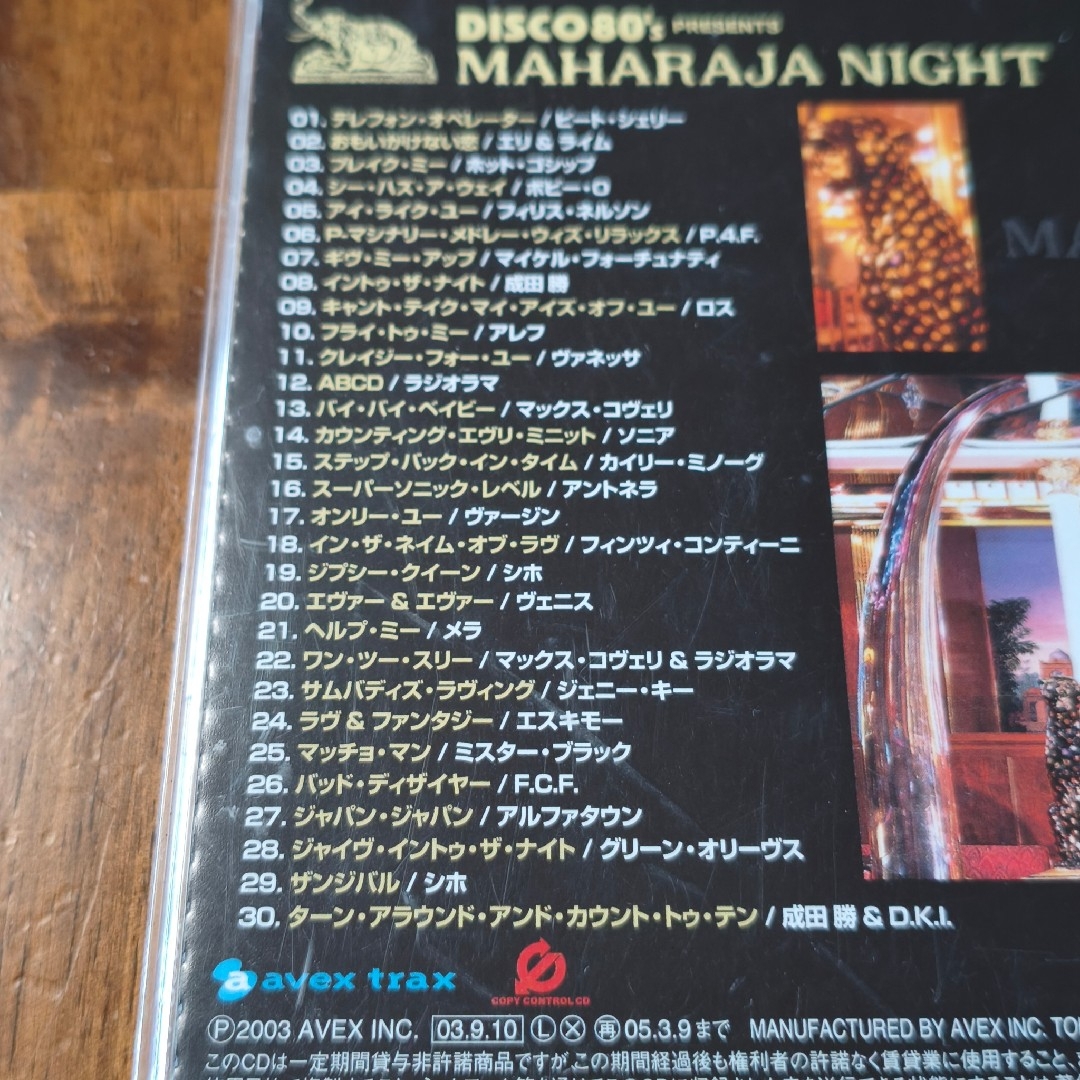 DISCO80's PRESENTS
MAHARAJA NIGHT
01. テレフォン・オペレーター / ピート・シェリー
02. おもいがけない恋 / エリ & ライム
03. ブレイク・ミー / ホット・ゴシップ
04. シー・ハズ・ア・ウェイ / ボビー・O
05. アイ・ライク・ユー / フィリス・ネルソン
06. P.マシナリー・メドレー・ウィズ・リラックス / P.4.F.
07. ギヴ・ミー・アップ / マイケル・フォーチュナティ
08. イントゥ・ザ・ナイト / 成田 勝
09. キャント・テイク・マイ・アイズ・オフ・ユー / ロス
10. フライ・トゥ・ミー / アレフ
11. クレイジー・フォー・ユー / ヴァネッサ
12. ABCD / ラジオラマ
13. バイ・バイ・ベイビー / マックス・コヴェリ
14. カウンティング・エヴリ・ミニット / ソニア
15. ステップ・バック・イン・タイム / カイリー・ミノーグ
16. スーパーソニック・レベル / アントネラ
17. オンリー・ユー / ヴァージン
18. イン・ザ・ネイム・オブ・ラヴ / フィンツィ・コンティーニ
19. ジプシー・クイーン / シホ
20. エヴァー & エヴァー / ヴェニス
21. ヘルプ・ミー / メラ
22. ワン・ツー・スリー / マックス・コヴェリ & ラジオラマ
23. サムバディズ・ラヴィング / ジェニー・キー
24. ラヴ & ファンタジー / エスキモー
25. マッチョ・マン / ミスター・ブラック
26. バッド・ディザイヤー / F.C.F.
27. ジャパン・ジャパン / アルファタウン
28. ジャイヴ・イントゥ・ザ・ナイト / グリーン・オリーヴス
29. ザンジバル / シホ
30. ターン・アラウンド・アンド・カウント・トゥ・テン / 成田 勝 & D.K.I.
MA
a avex trax
COPY CONTROL CD
Ⓟ2003 AVEX INC. 03.9.10 Ⓛ Ⓧ 再 05.3.9まで MANUFACTURED BY AVEX INC. TO
このCDは一定期間貸与非許諾商品ですが、この期間経過後も権利者の許諾なく賃貸業に使用すること、